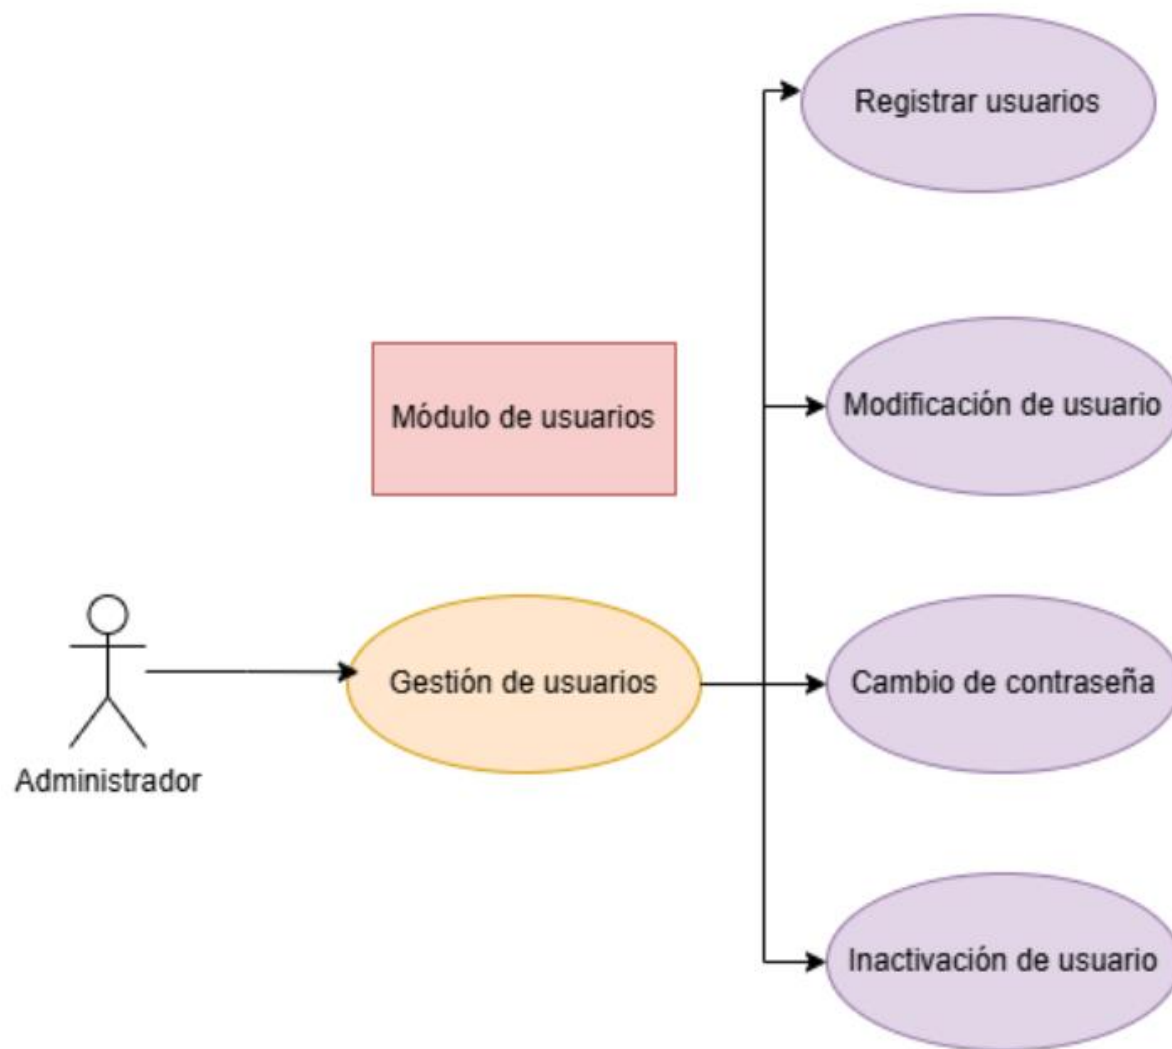 Registrar usuarios
Módulo de usuarios
Modificación de usuario
Administrador
Gestión de usuarios
Cambio de contraseña
Inactivación de usuario